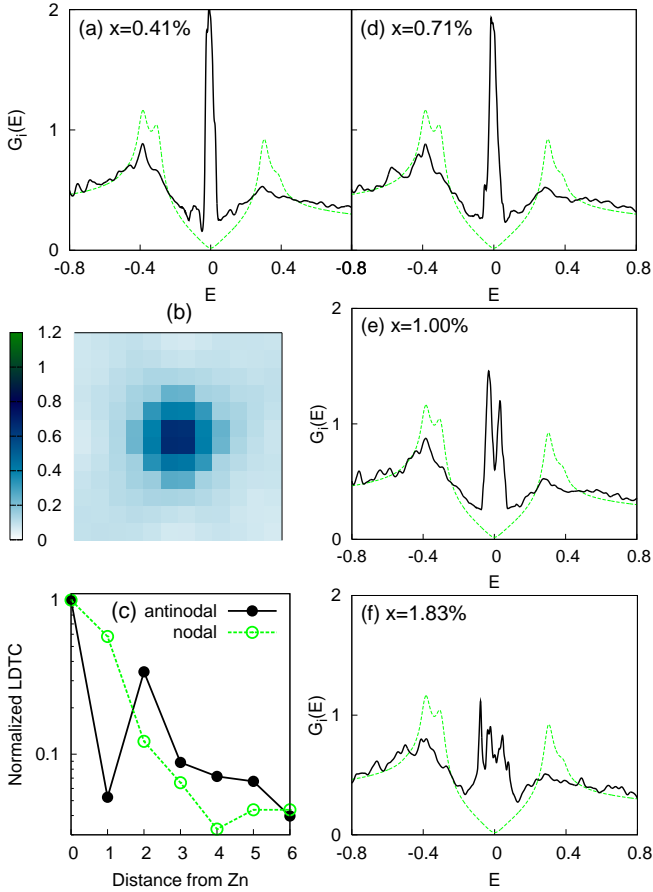 (a) x=0.41%
2
1
0
G_i(E)
-0.8 -0.4 0 0.4
E
(d) x=0.71%
-0.8 -0.4 0 0.4 0.8
E
(b)
1.2
1
0.8
0.6
0.4
0.2
0
(e) x=1.00%
2
1
0
G_i(E)
-0.8 -0.4 0 0.4 0.8
E
(c) antinodal
nodal
1
0.1
Normalized LDTC
0 1 2 3 4 5 6
Distance from Zn
(f) x=1.83%
2
1
0
G_i(E)
-0.8 -0.4 0 0.4 0.8
E